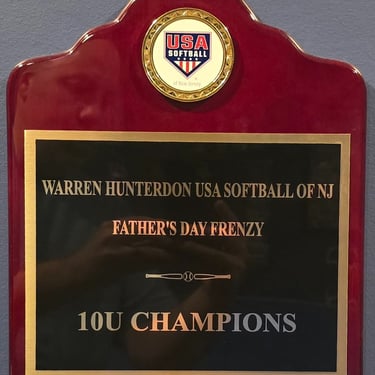 USA
SOFTBALL
WARREN HUNTERDON USA SOFTBALL OF NJ
FATHER'S DAY FRENZY
10U CHAMPIONS